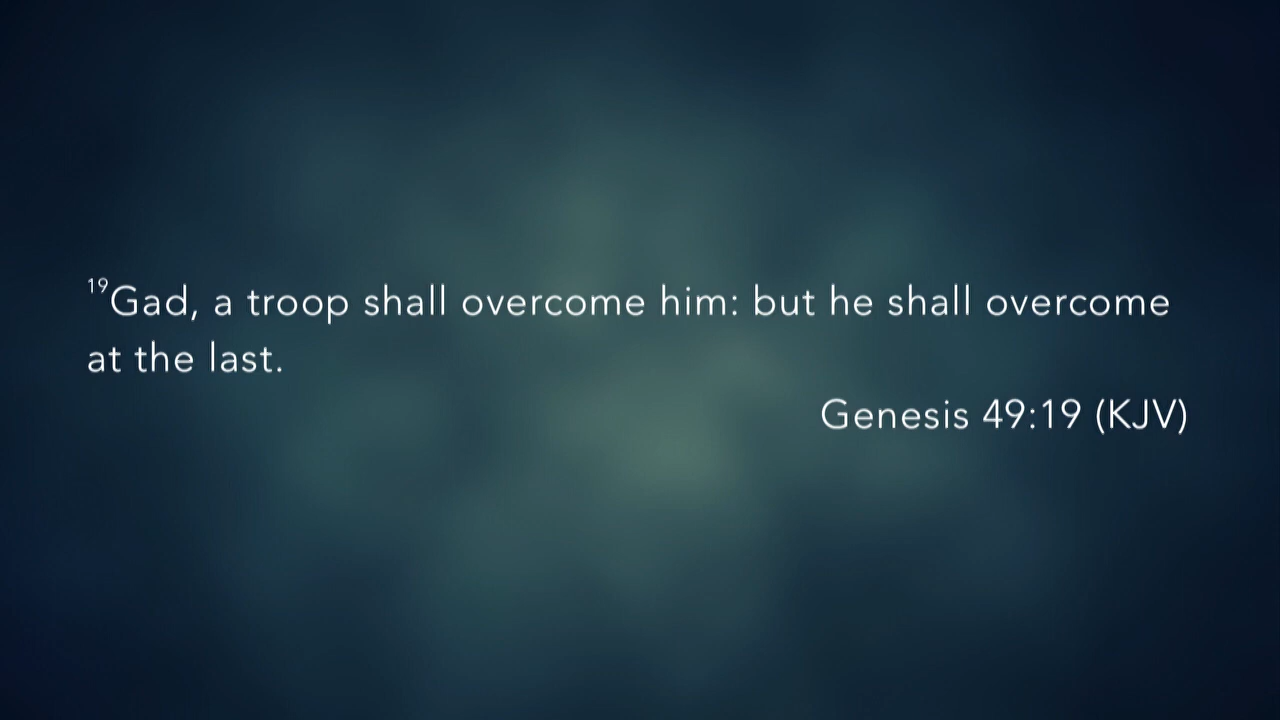 19Gad, a troop shall overcome him: but he shall overcome
at the last.
Genesis 49:19 (KJV)